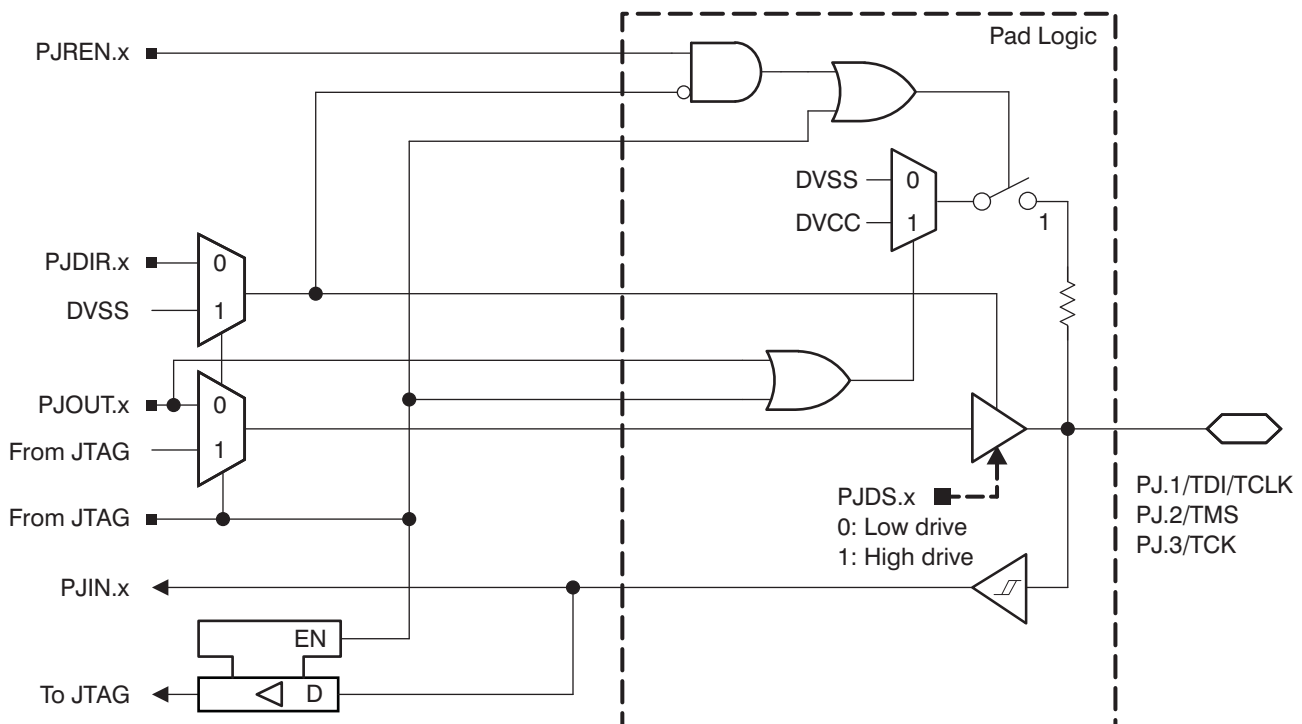 Pad Logic
PJREN.x
DVSS
0
DVCC
1
1
PJDIR.x
0
DVSS
1
PJOUT.x
0
From JTAG
1
From JTAG
PJDS.x
0: Low drive
1: High drive
PJ.1/TDI/TCLK
PJ.2/TMS
PJ.3/TCK
PJIN.x
EN
To JTAG
D